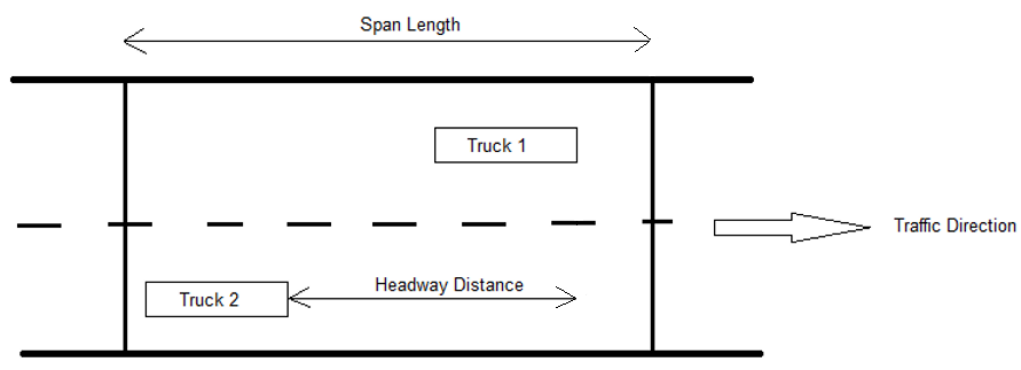 Span Length
Truck 1
Traffic Direction
Headway Distance
Truck 2